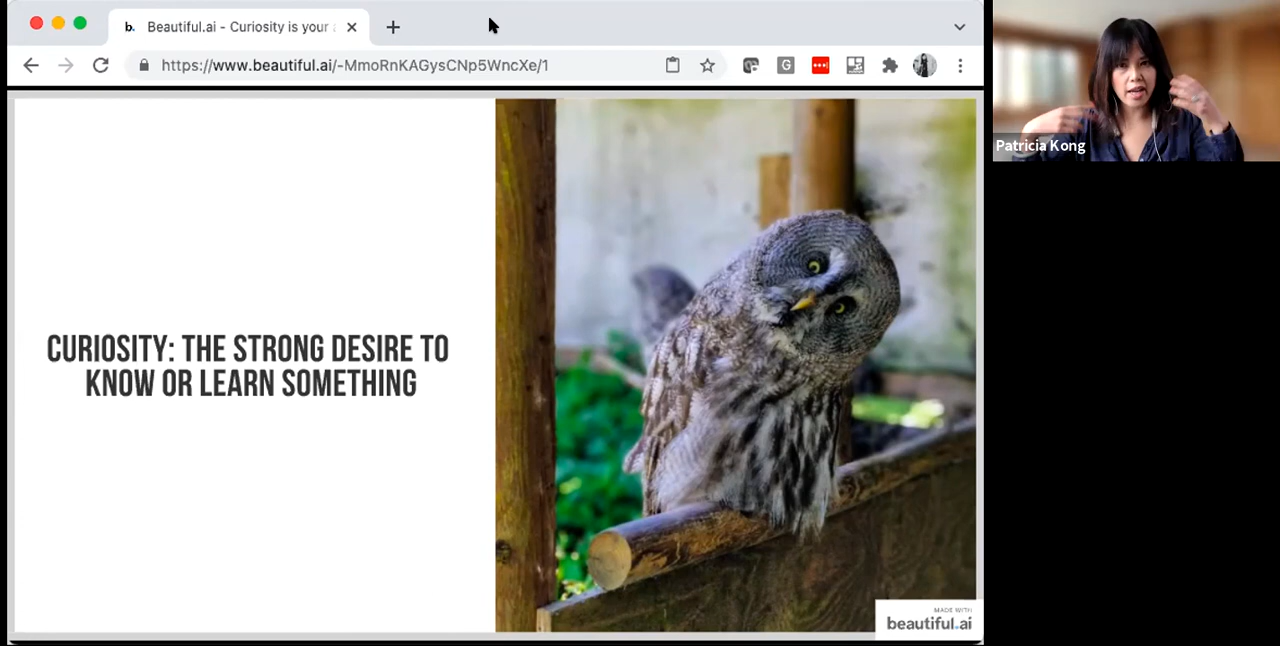 b. Beautiful.ai - Curiosity is your
https://www.beautiful.ai/-MmoRnKAGysCNp5WncXe/1
G
Patricia Kong
CURIOSITY: THE STRONG DESIRE TO
KNOW OR LEARN SOMETHING
MADE WITH
beautiful.ai